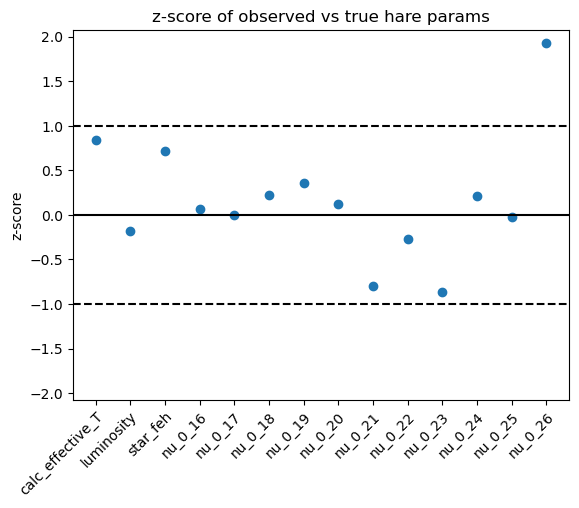 z-score of observed vs true hare params
2.0
1.5
1.0
0.5
0.0
−0.5
−1.0
−1.5
−2.0
z-score
calc_effective_T
luminosity
star_feh
nu_0_16
nu_0_17
nu_0_18
nu_0_19
nu_0_20
nu_0_21
nu_0_22
nu_0_23
nu_0_24
nu_0_25
nu_0_26